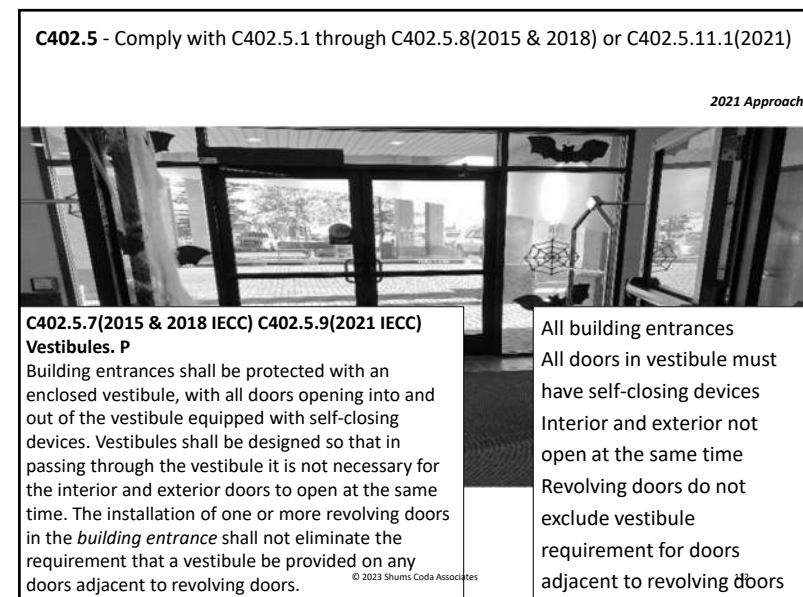 C402.5 - Comply with C402.5.1 through C402.5.8(2015 & 2018) or C402.5.11.1(2021)
2021 Approach
C402.5.7(2015 & 2018 IECC) C402.5.9(2021 IECC)
Vestibules. P
Building entrances shall be protected with an
enclosed vestibule, with all doors opening into and
out of the vestibule equipped with self-closing
devices. Vestibules shall be designed so that in
passing through the vestibule it is not necessary for
the interior and exterior doors to open at the same
time. The installation of one or more revolving doors
in the building entrance shall not eliminate the
requirement that a vestibule be provided on any
doors adjacent to revolving doors.
All building entrances
All doors in vestibule must
have self-closing devices
Interior and exterior not
open at the same time
Revolving doors do not
exclude vestibule
requirement for doors
adjacent to revolving doors
© 2023 Shums Coda Associates